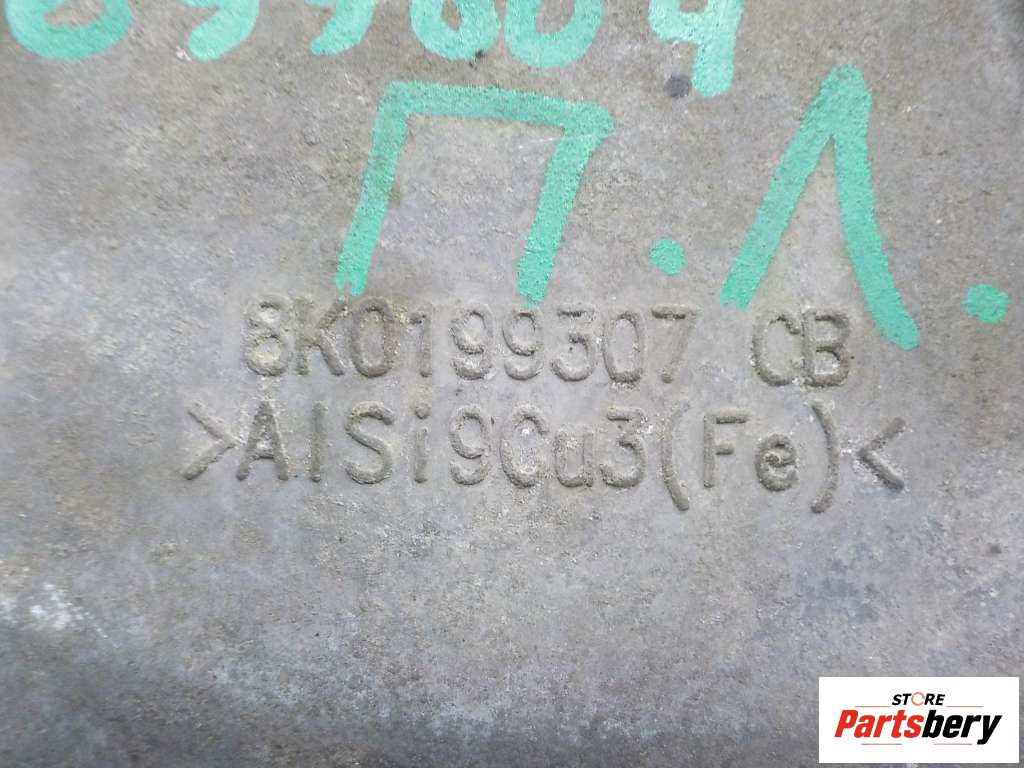 П.Л.
8K0199307 CB
>AlSi9Cu3(Fe)<
STORE
Partsbery